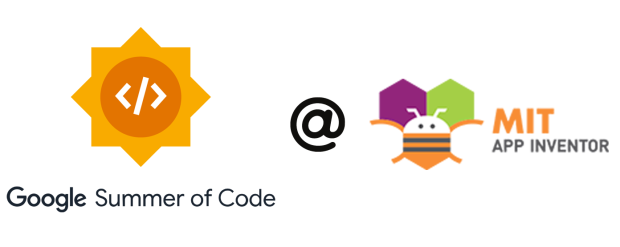 </>
Google Summer of Code
@
MIT
APP INVENTOR